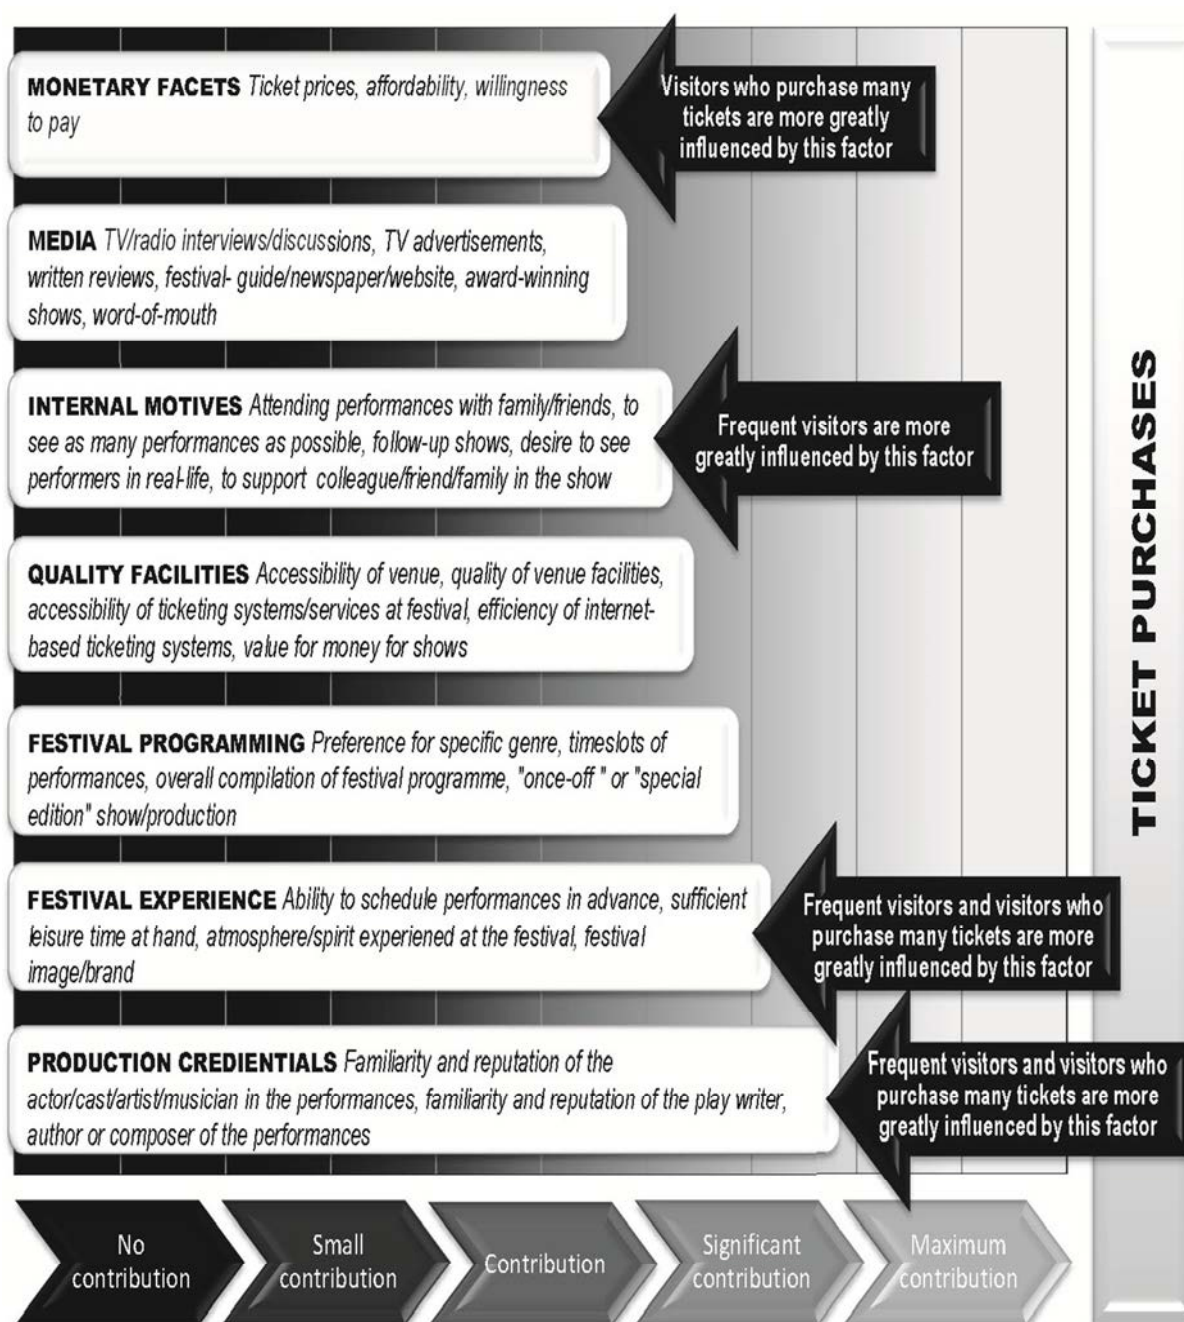 MONETARY FACETS Ticket prices, affordability, willingness
to pay
Visitors who purchase many
tickets are more greatly
influenced by this factor
MEDIA TV/radio interviews/discussions, TV advertisements,
written reviews, festival- guide/newspaper/website, award-winning
shows, word-of-mouth
INTERNAL MOTIVES Attending performances with family/friends, to
see as many performances as possible, follow-up shows, desire to see
performers in real-life, to support colleague/friend/family in the show
Frequent visitors are more
greatly influenced by this factor
QUALITY FACILITIES Accessibility of venue, quality of venue facilities,
accessibility of ticketing systems/services at festival, efficiency of internet-
based ticketing systems, value for money for shows
FESTIVAL PROGRAMMING Preference for specific genre, timeslots of
performances, overall compilation of festival programme, "once-off " or "special
edition" show/production
FESTIVAL EXPERIENCE Ability to schedule performances in advance, sufficient
leisure time at hand, atmosphere/spirit experiened at the festival, festival
image/brand
Frequent visitors and visitors who
purchase many tickets are more
greatly influenced by this factor
PRODUCTION CREDIENTIALS Familiarity and reputation of the
actor/cast/artist/musician in the performances, familiarity and reputation of the play writer,
author or composer of the performances
Frequent visitors and visitors who
purchase many tickets are more
greatly influenced by this factor
TICKET PURCHASES
No
contribution
Small
contribution
Contribution
Significant
contribution
Maximum
contribution